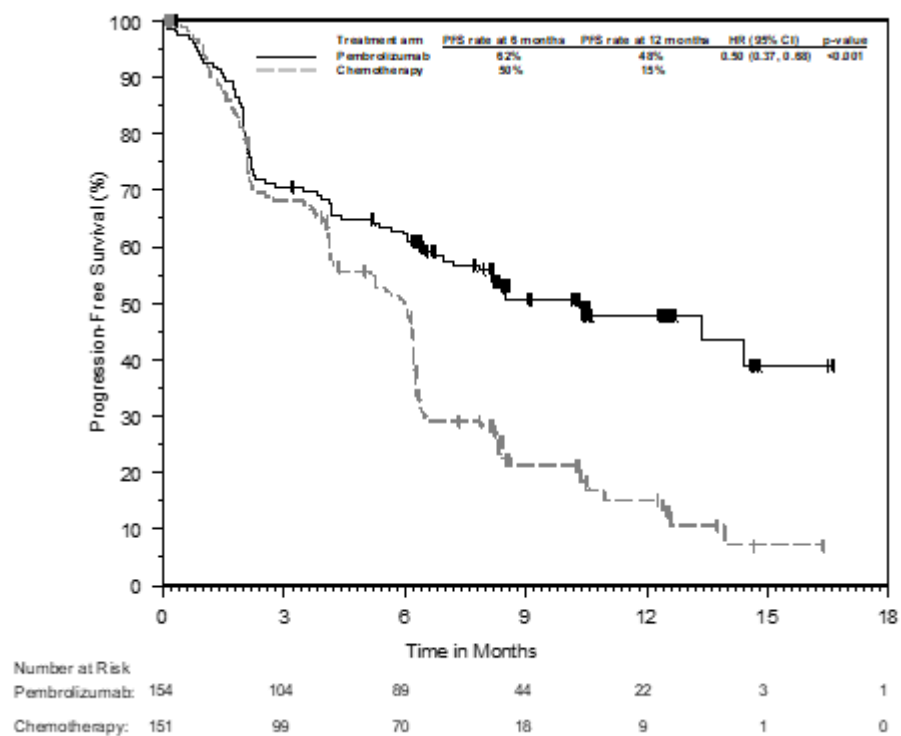 100
Treatment arm PFS rate at 6 months PFS rate at 12 months HR (95% CI) p-value
Pembrolizumab 62% 48% 0.50 (0.37, 0.68) <0.001
Chemotherapy 50% 15%
90
80
70
60
50
40
30
20
10
0
Progression-Free Survival (%)
0 3 6 9 12 15 18
Time in Months
Number at Risk
Pembrolizumab: 154 104 89 44 22 3 1
Chemotherapy: 151 99 70 18 9 1 0